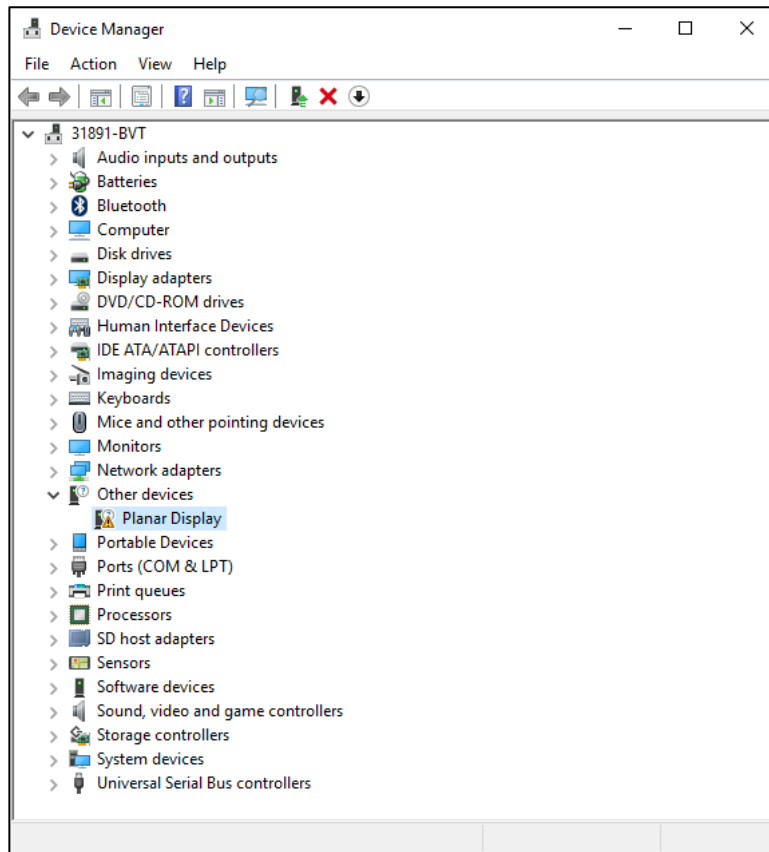 Device Manager
File Action View Help
31891-BVT
Audio inputs and outputs
Batteries
Bluetooth
Computer
Disk drives
Display adapters
DVD/CD-ROM drives
Human Interface Devices
IDE ATA/ATAPI controllers
Imaging devices
Keyboards
Mice and other pointing devices
Monitors
Network adapters
Other devices
Planar Display
Portable Devices
Ports (COM & LPT)
Print queues
Processors
SD host adapters
Sensors
Software devices
Sound, video and game controllers
Storage controllers
System devices
Universal Serial Bus controllers